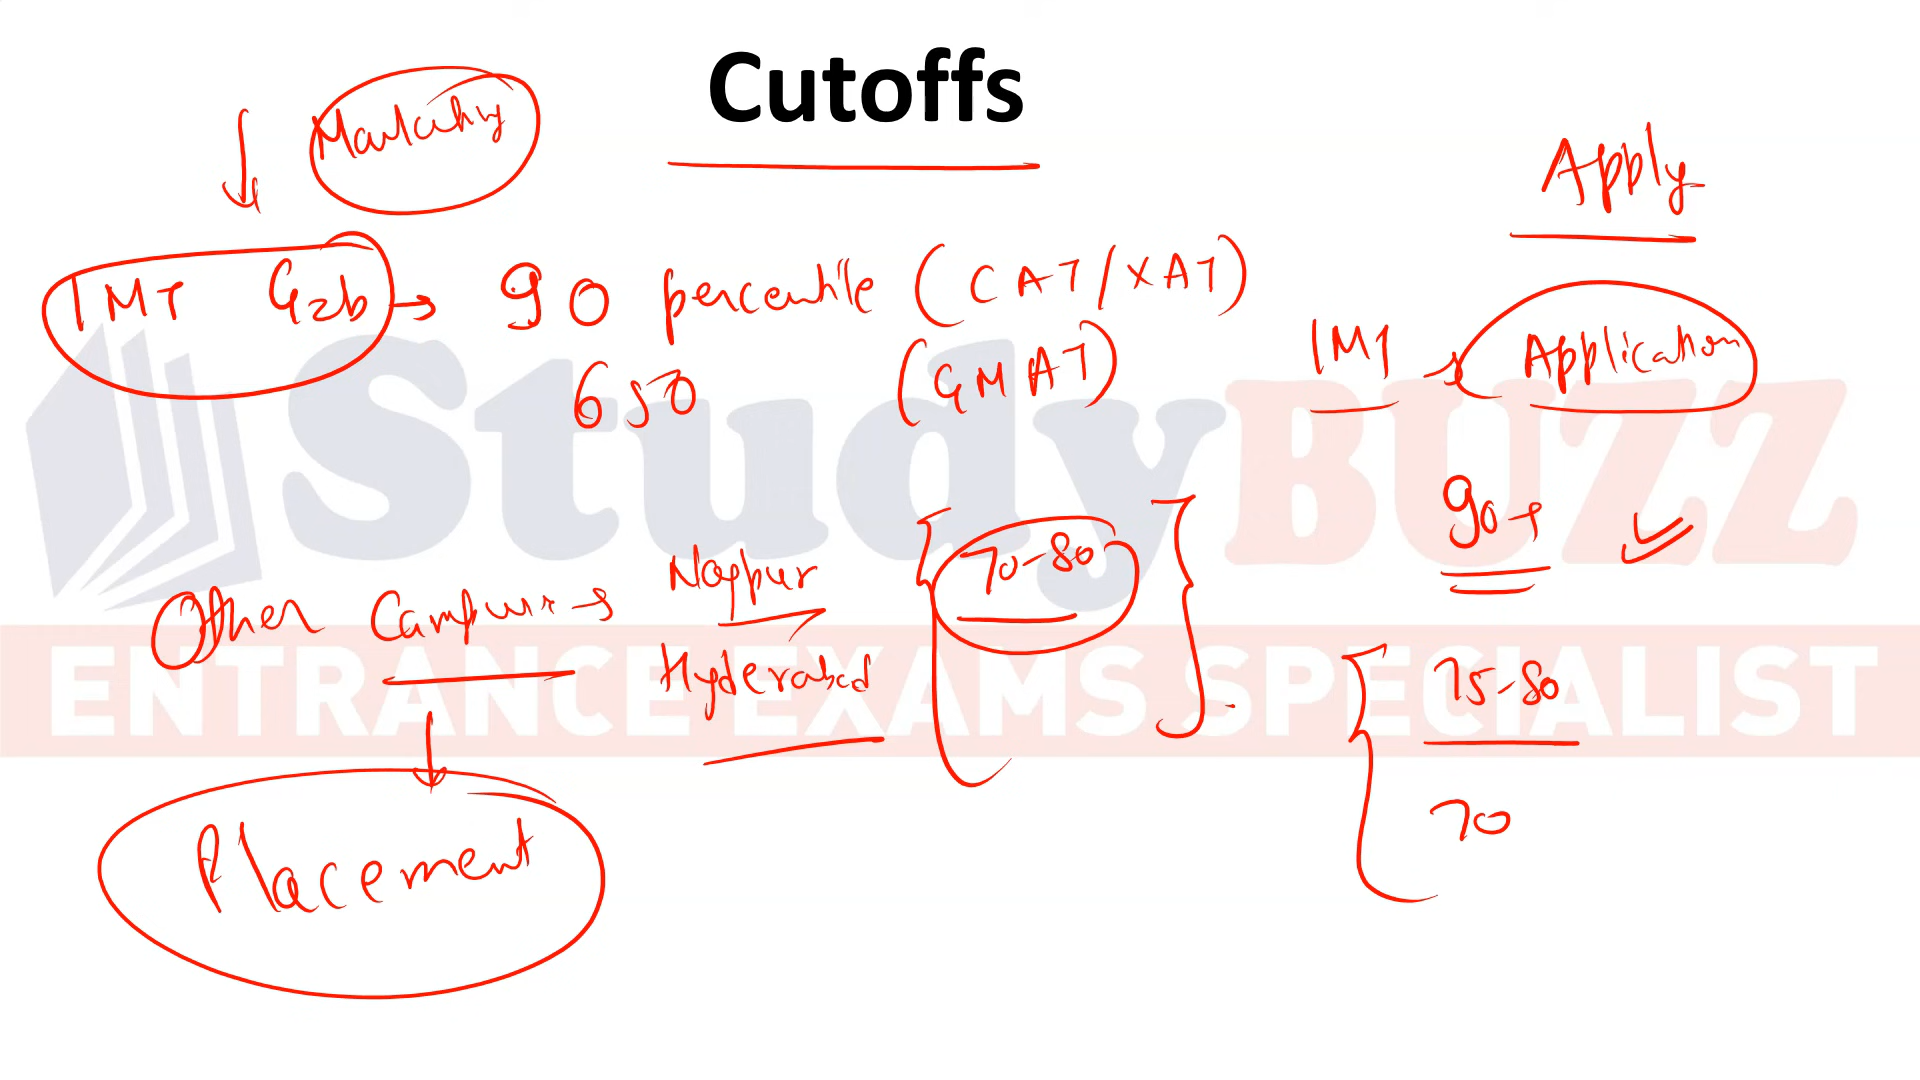 Cutoffs
Marketing
Apply
IMT Gzb → 90 percentile (CAT/XAT)
650 (GMAT)
IMT → Application
StudyBUZZ
90+
Other Campus → Nagpur 70-80
Hyderabad
ENTRANCE EXAMS SPECIALIST
75-80
70
Placement